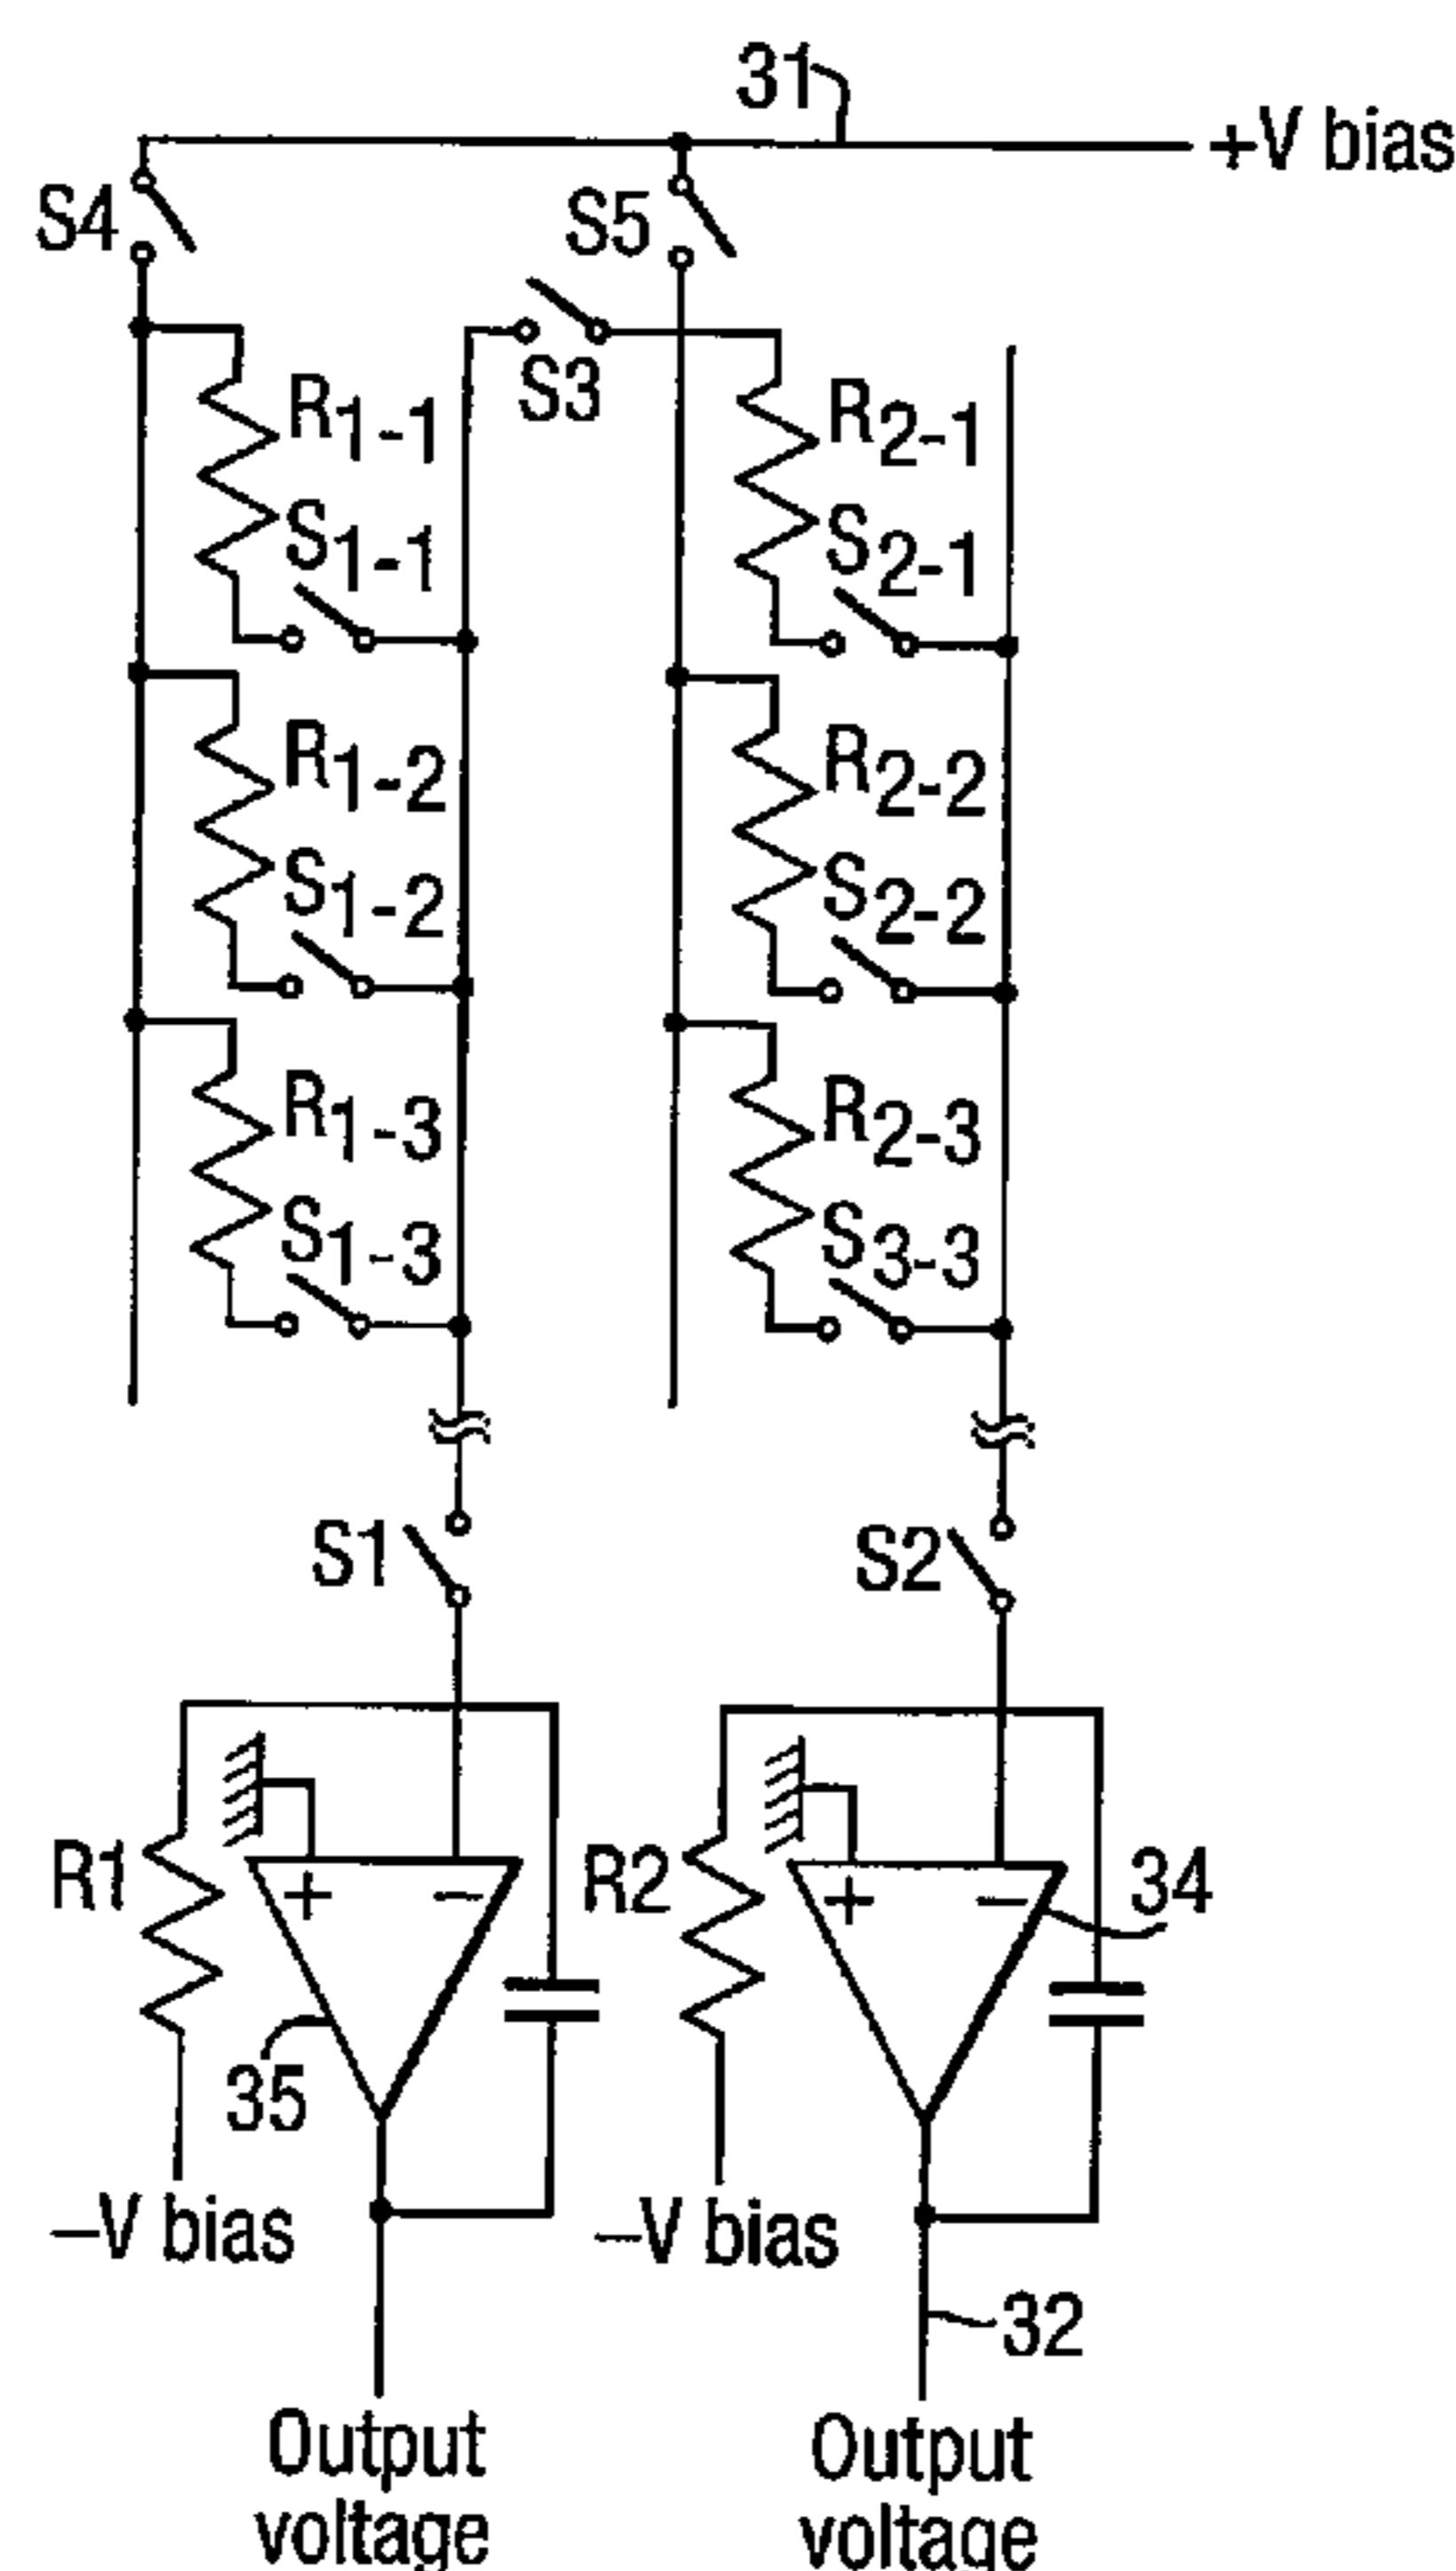 31
+V bias
S4
S5
S3
R1-1
R2-1
S1-1
S2-1
R1-2
R2-2
S1-2
S2-2
R1-3
R2-3
S1-3
S3-3
S1
S2
R1
+
−
R2
+
−
34
35
−V bias
−V bias
32
Output
voltage
Output
voltage